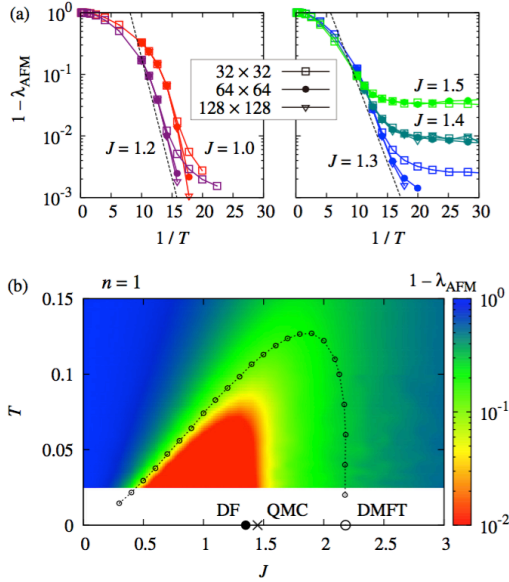 (a)
10⁰
10⁻¹
10⁻²
10⁻³
1 − λ_AFM
32 × 32
64 × 64
128 × 128
J = 1.2
J = 1.0
J = 1.5
J = 1.4
J = 1.3
0 5 10 15 20 25
0 5 10 15 20 25 30
1 / T
1 / T
(b)
n = 1
1 − λ_AFM
0.15
0.1
0.05
0
T
10⁰
10⁻¹
10⁻²
DF
QMC
DMFT
0 0.5 1 1.5 2 2.5 3
J